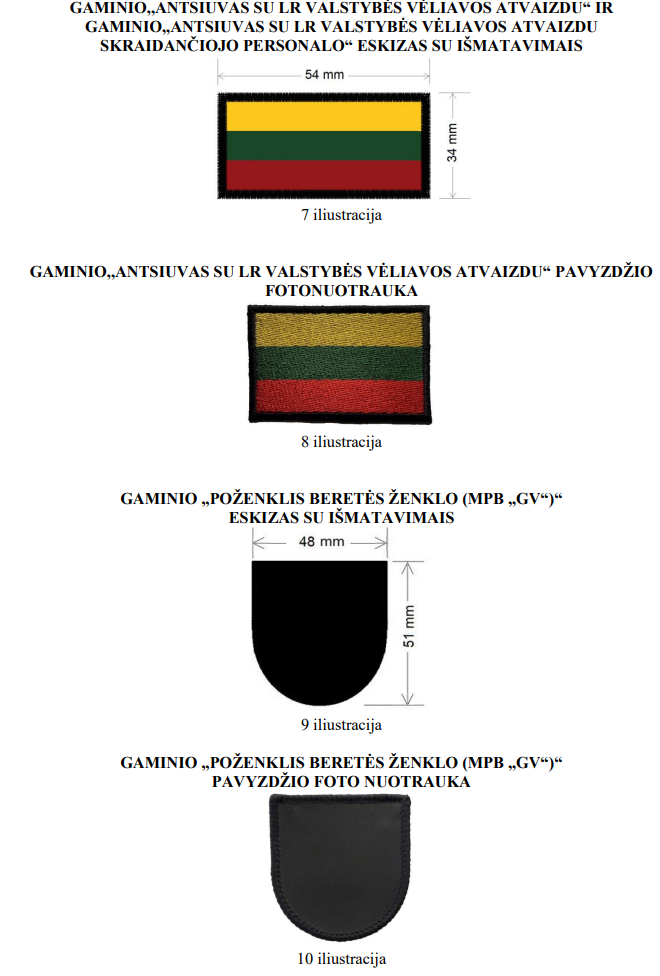 GAMINIO,,ANTSIUVAS SU LR VALSTYBĖS VĖLIAVOS ATVAIZDU“ IR
GAMINIO,,ANTSIUVAS SU LR VALSTYBĖS VĖLIAVOS ATVAIZDU
SKRAIDANČIOJO PERSONALO“ ESKIZAS SU IŠMATAVIMAIS
54 mm
34 mm
7 iliustracija
GAMINIO,,ANTSIUVAS SU LR VALSTYBĖS VĖLIAVOS ATVAIZDU“ PAVYZDŽIO
FOTONUOTRAUKA
8 iliustracija
GAMINIO „POŽENKLIS BERETĖS ŽENKLO (MPB „GV“)“
ESKIZAS SU IŠMATAVIMAIS
48 mm
51 mm
9 iliustracija
GAMINIO „POŽENKLIS BERETĖS ŽENKLO (MPB „GV“)“
PAVYZDŽIO FOTO NUOTRAUKA
10 iliustracija